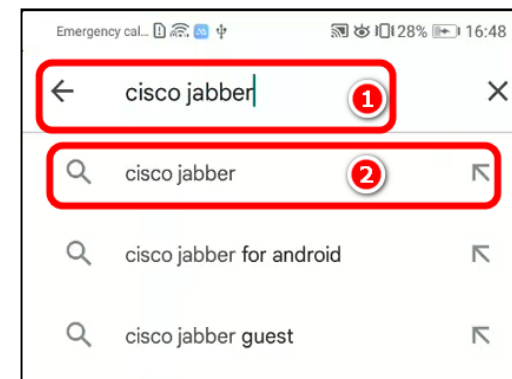 Emergency cal... 28% 16:48
cisco jabber 1
cisco jabber 2
cisco jabber for android
cisco jabber guest